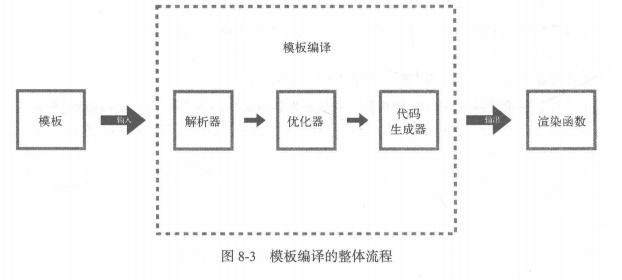 模板编译
模板
输入
解析器
优化器
代码
生成器
输出
渲染函数
图 8-3 模板编译的整体流程